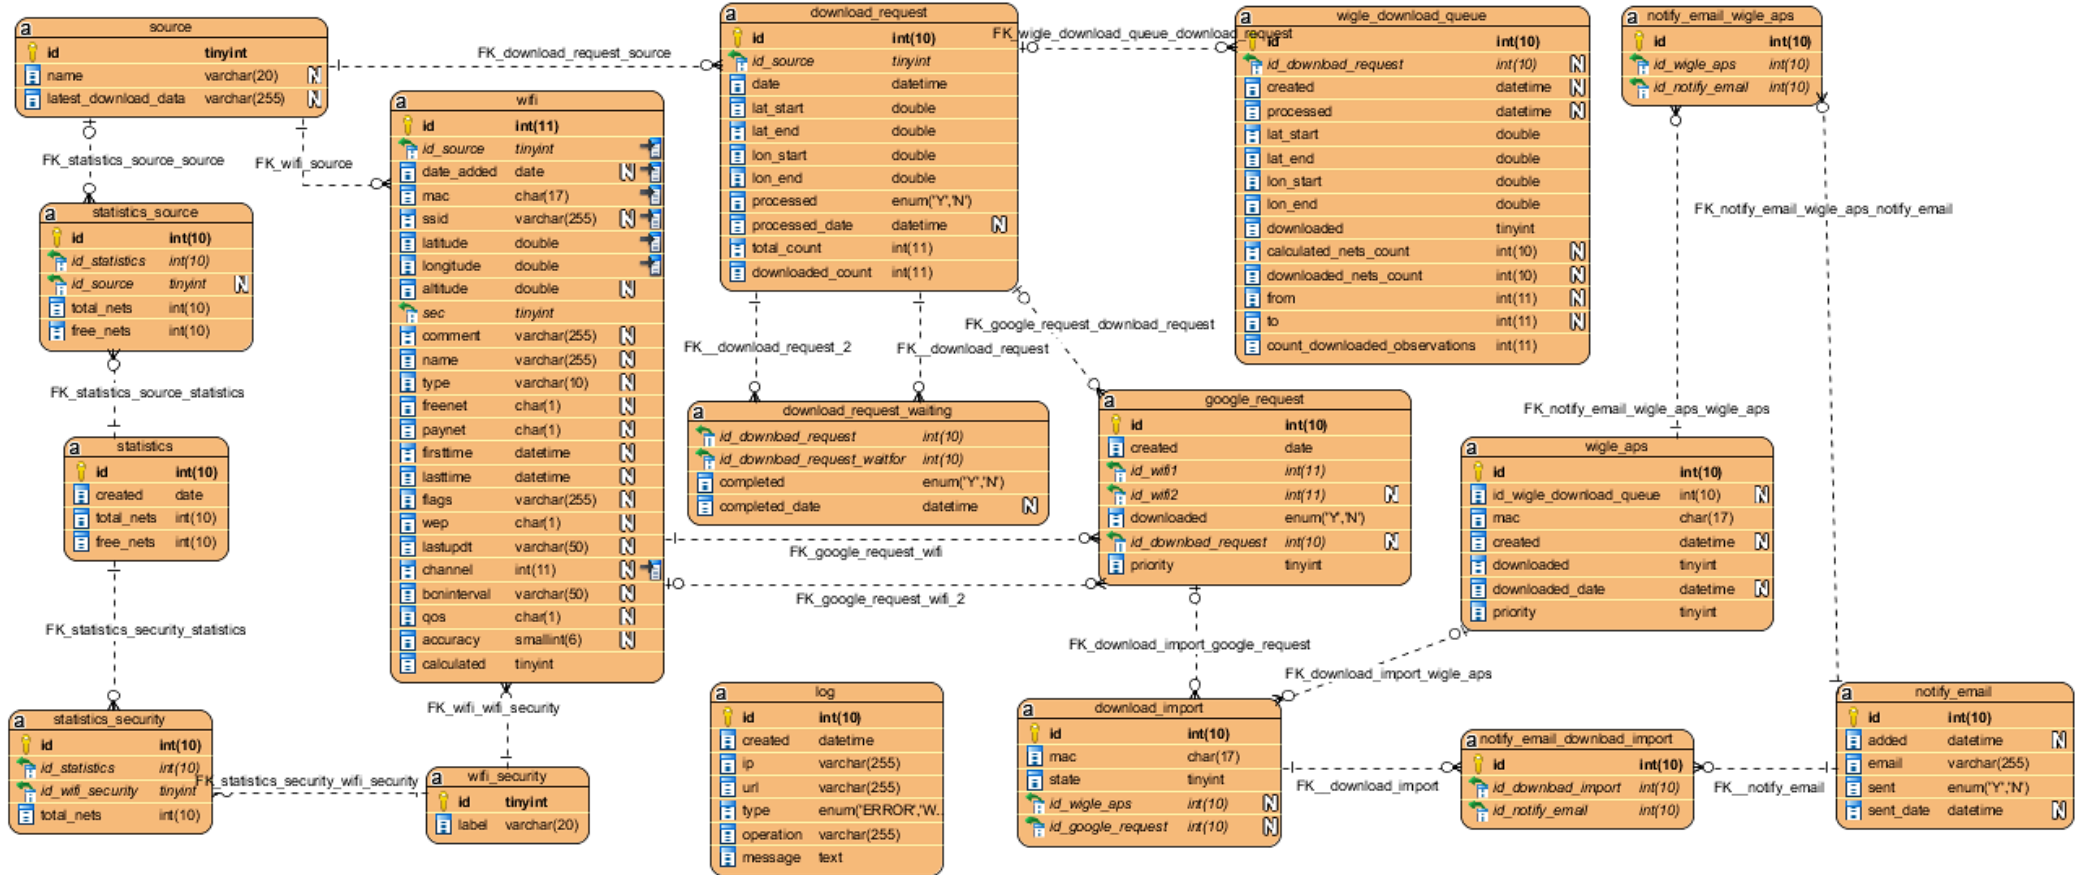 source
id tinyint
name varchar(20) N
latest_download_data varchar(255) N
FK_download_request_source
FK_statistics_source_source
FK_wifi_source
statistics_source
id int(10)
id_statistics int(10)
id_source tinyint N
total_nets int(10)
free_nets int(10)
FK_statistics_source_statistics
statistics
id int(10)
created date
total_nets int(10)
free_nets int(10)
FK_statistics_security_statistics
statistics_security
id int(10)
id_statistics int(10)
id_wifi_security tinyint
total_nets int(10)
FK_statistics_security_wifi_security
wifi
id int(11)
id_source tinyint
date_added date N
mac char(17)
ssid varchar(255) N
latitude double
longitude double
altitude double N
sec tinyint
comment varchar(255) N
name varchar(255) N
type varchar(10) N
freenet char(1) N
paynet char(1) N
firsttime datetime N
lasttime datetime N
flags varchar(255) N
wep char(1) N
lastupdt varchar(50) N
channel int(11) N
bcninterval varchar(50) N
qos char(1) N
accuracy smallint(6) N
calculated tinyint
FK_wifi_wifi_security
wifi_security
id tinyint
label varchar(20)
download_request
id int(10)
id_source tinyint
date datetime
lat_start double
lat_end double
lon_start double
lon_end double
processed enum('Y','N')
processed_date datetime N
total_count int(11)
downloaded_count int(11)
FK_wigle_download_queue_download_request
FK__download_request_2
FK__download_request
FK_google_request_download_request
download_request_waiting
id_download_request int(10)
id_download_request_waitfor int(10)
completed enum('Y','N')
completed_date datetime N
FK_google_request_wifi
FK_google_request_wifi_2
log
id int(10)
created datetime
ip varchar(255)
url varchar(255)
type enum('ERROR','W...
operation varchar(255)
message text
wigle_download_queue
id int(10)
id_download_request int(10) N
created datetime N
processed datetime N
lat_start double
lat_end double
lon_start double
lon_end double
downloaded tinyint
calculated_nets_count int(10) N
downloaded_nets_count int(10) N
from int(11) N
to int(11) N
count_downloaded_observations int(11)
google_request
id int(10)
created date
id_wifi1 int(11)
id_wifi2 int(11) N
downloaded enum('Y','N')
id_download_request int(10) N
priority tinyint
FK_download_import_google_request
FK_download_import_wigle_aps
download_import
id int(10)
mac char(17)
state tinyint
id_wigle_aps int(10) N
id_google_request int(10) N
FK__download_import
notify_email_wigle_aps
id int(10)
id_wigle_aps int(10)
id_notify_email int(10)
FK_notify_email_wigle_aps_notify_email
FK_notify_email_wigle_aps_wigle_aps
wigle_aps
id int(10)
id_wigle_download_queue int(10) N
mac char(17)
created datetime N
downloaded tinyint
downloaded_date datetime N
priority tinyint
notify_email_download_import
id int(10)
id_download_import int(10)
id_notify_email int(10)
FK__notify_email
notify_email
id int(10)
added datetime N
email varchar(255)
sent enum('Y','N')
sent_date datetime N